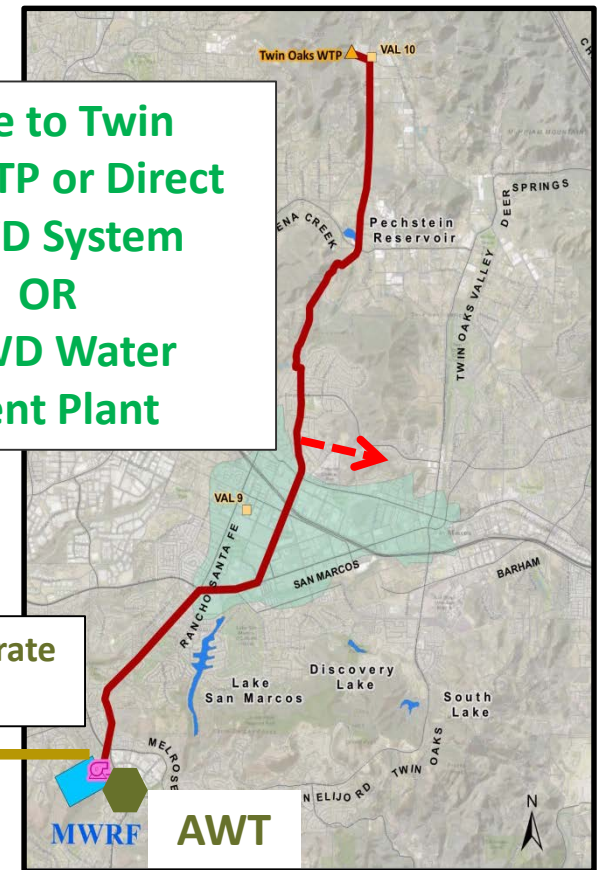 Twin Oaks WTP
VAL 10
e to Twin
TP or Direct
D System
OR
VD Water
ent Plant
DEER SPRINGS
ENA CREEK
Pechstein
Reservoir
TWIN OAKS VALLEY
VAL 9
RANCHO SANTA FE
SAN MARCOS
BARHAM
rate
Lake
San Marcos
Discovery
Lake
South
Lake
MELROSE
TWIN OAKS
N ELIJO RD
MWRF
AWT
N